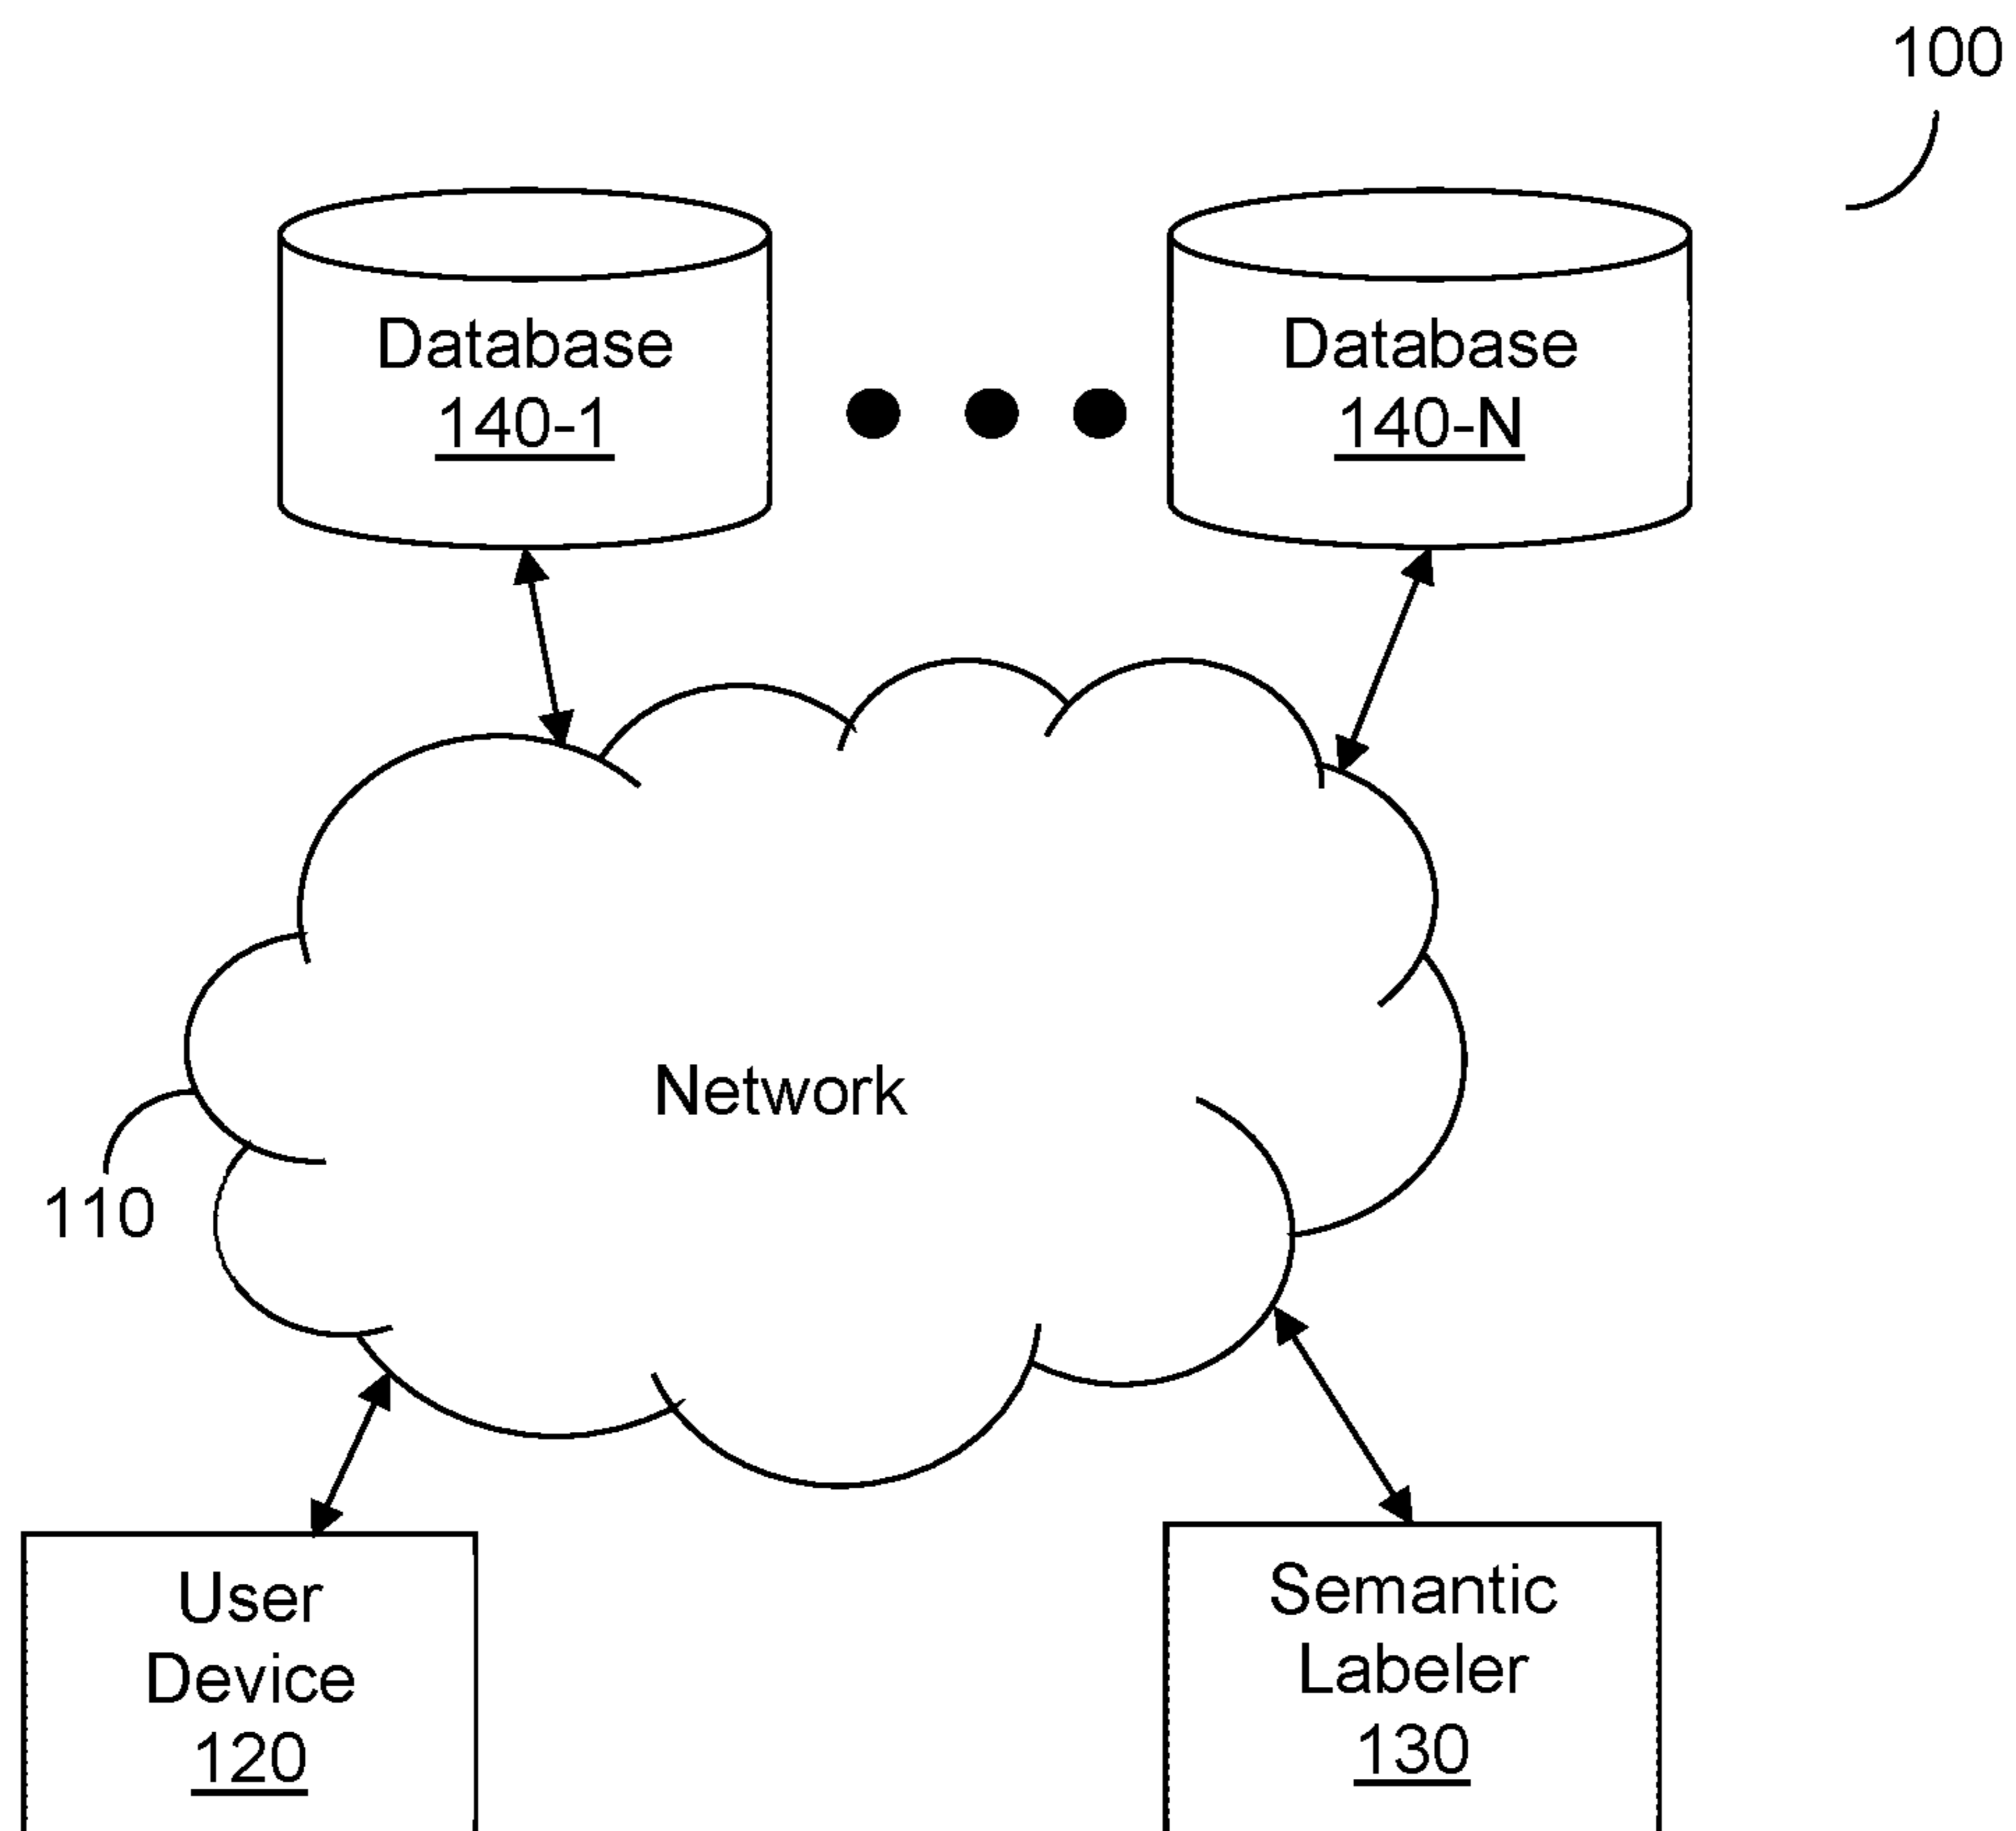 100
Database
140-1
Database
140-N
Network
110
User
Device
120
Semantic
Labeler
130